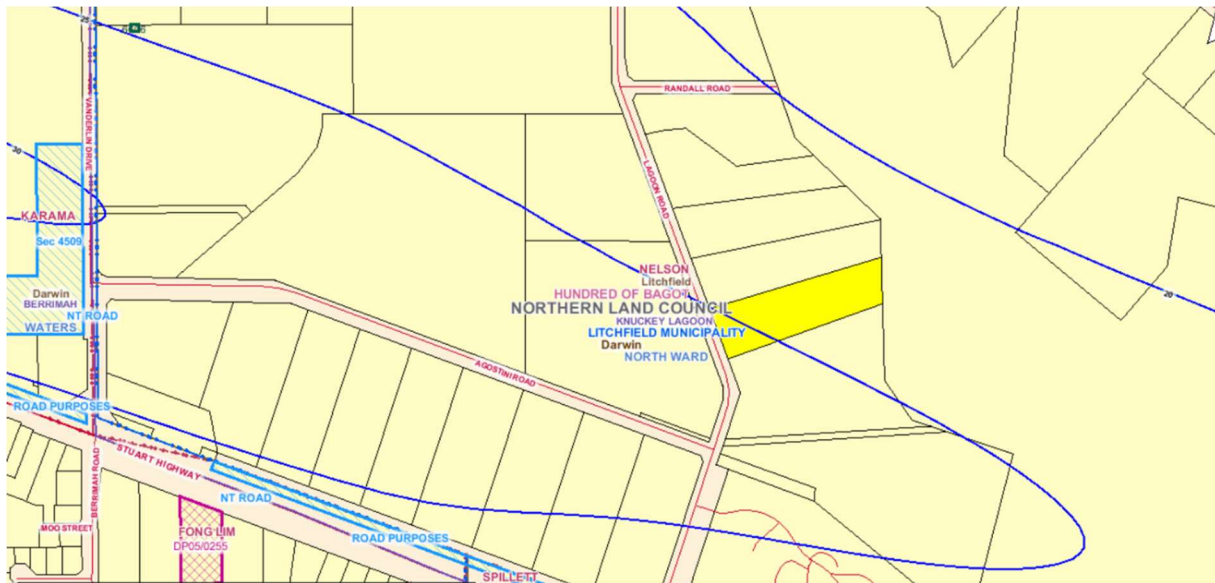 25
RANDALL ROAD
VANDERLIN DRIVE
30
LAGOON ROAD
KARAMA
Sec 4509
NELSON
Litchfield
HUNDRED OF BAGOT
NORTHERN LAND COUNCIL
KNUCKEY LAGOON
LITCHFIELD MUNICIPALITY
Darwin
NORTH WARD
20
Darwin
BERRIMAH
NT ROAD
WATERS
AGOSTINI ROAD
ROAD PURPOSES
STUART HIGHWAY
BERRIMAH ROAD
NT ROAD
MOO STREET
FONG LIM
DP05/0255
ROAD PURPOSES
SPILLETT